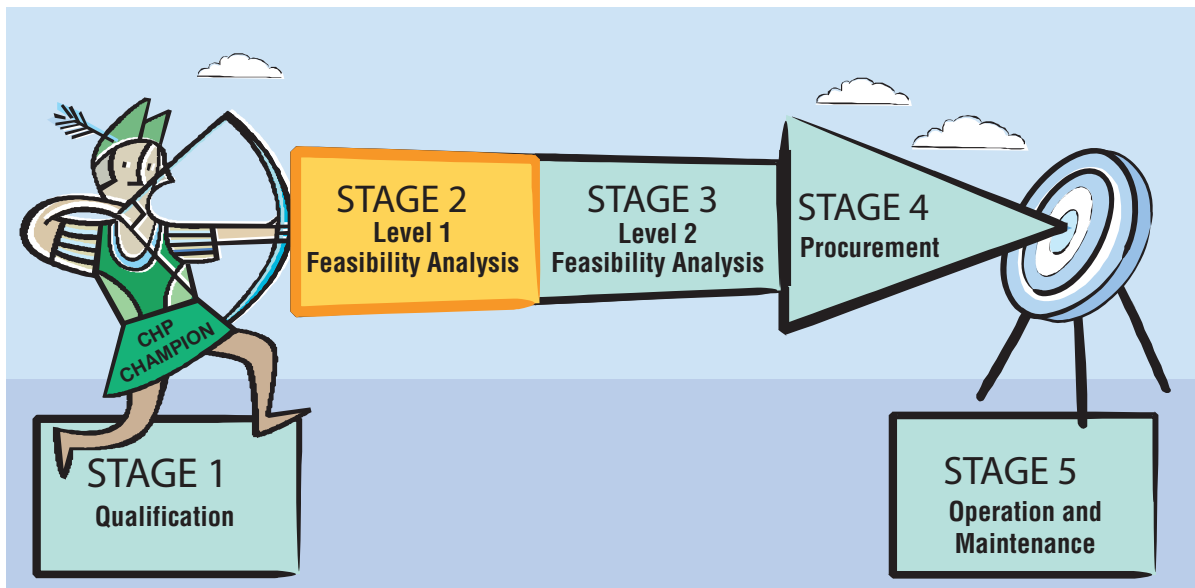 CHP
CHAMPION
STAGE 1
Qualification
STAGE 2
Level 1
Feasibility Analysis
STAGE 3
Level 2
Feasibility Analysis
STAGE 4
Procurement
STAGE 5
Operation and
Maintenance